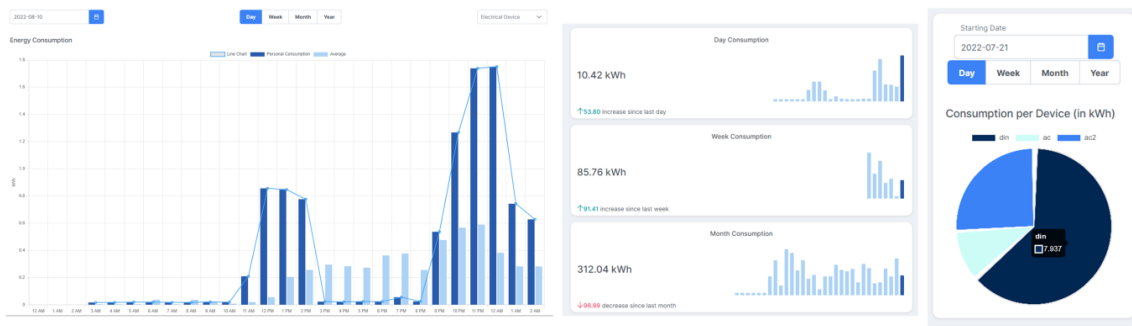 2022-08-10
Day Week Month Year
Electrical Device
Energy Consumption
Line Chart Personal Consumption Average
1.8
1.6
1.4
1.2
1.0
0.8
0.6
0.4
0.2
0
kWh
12 AM 1 AM 2 AM 3 AM 4 AM 5 AM 6 AM 7 AM 8 AM 9 AM 10 AM 11 AM 12 PM 1 PM 2 PM 3 PM 4 PM 5 PM 6 PM 7 PM 8 PM 9 PM 10 PM 11 PM 12 AM 1 AM 2 AM
Day Consumption
10.42 kWh
↑53.80 increase since last day
Week Consumption
85.76 kWh
↑91.41 increase since last week
Month Consumption
312.04 kWh
↓98.89 decrease since last month
Starting Date
2022-07-21
Day Week Month Year
Consumption per Device (in kWh)
din ac ac2
din
7.937